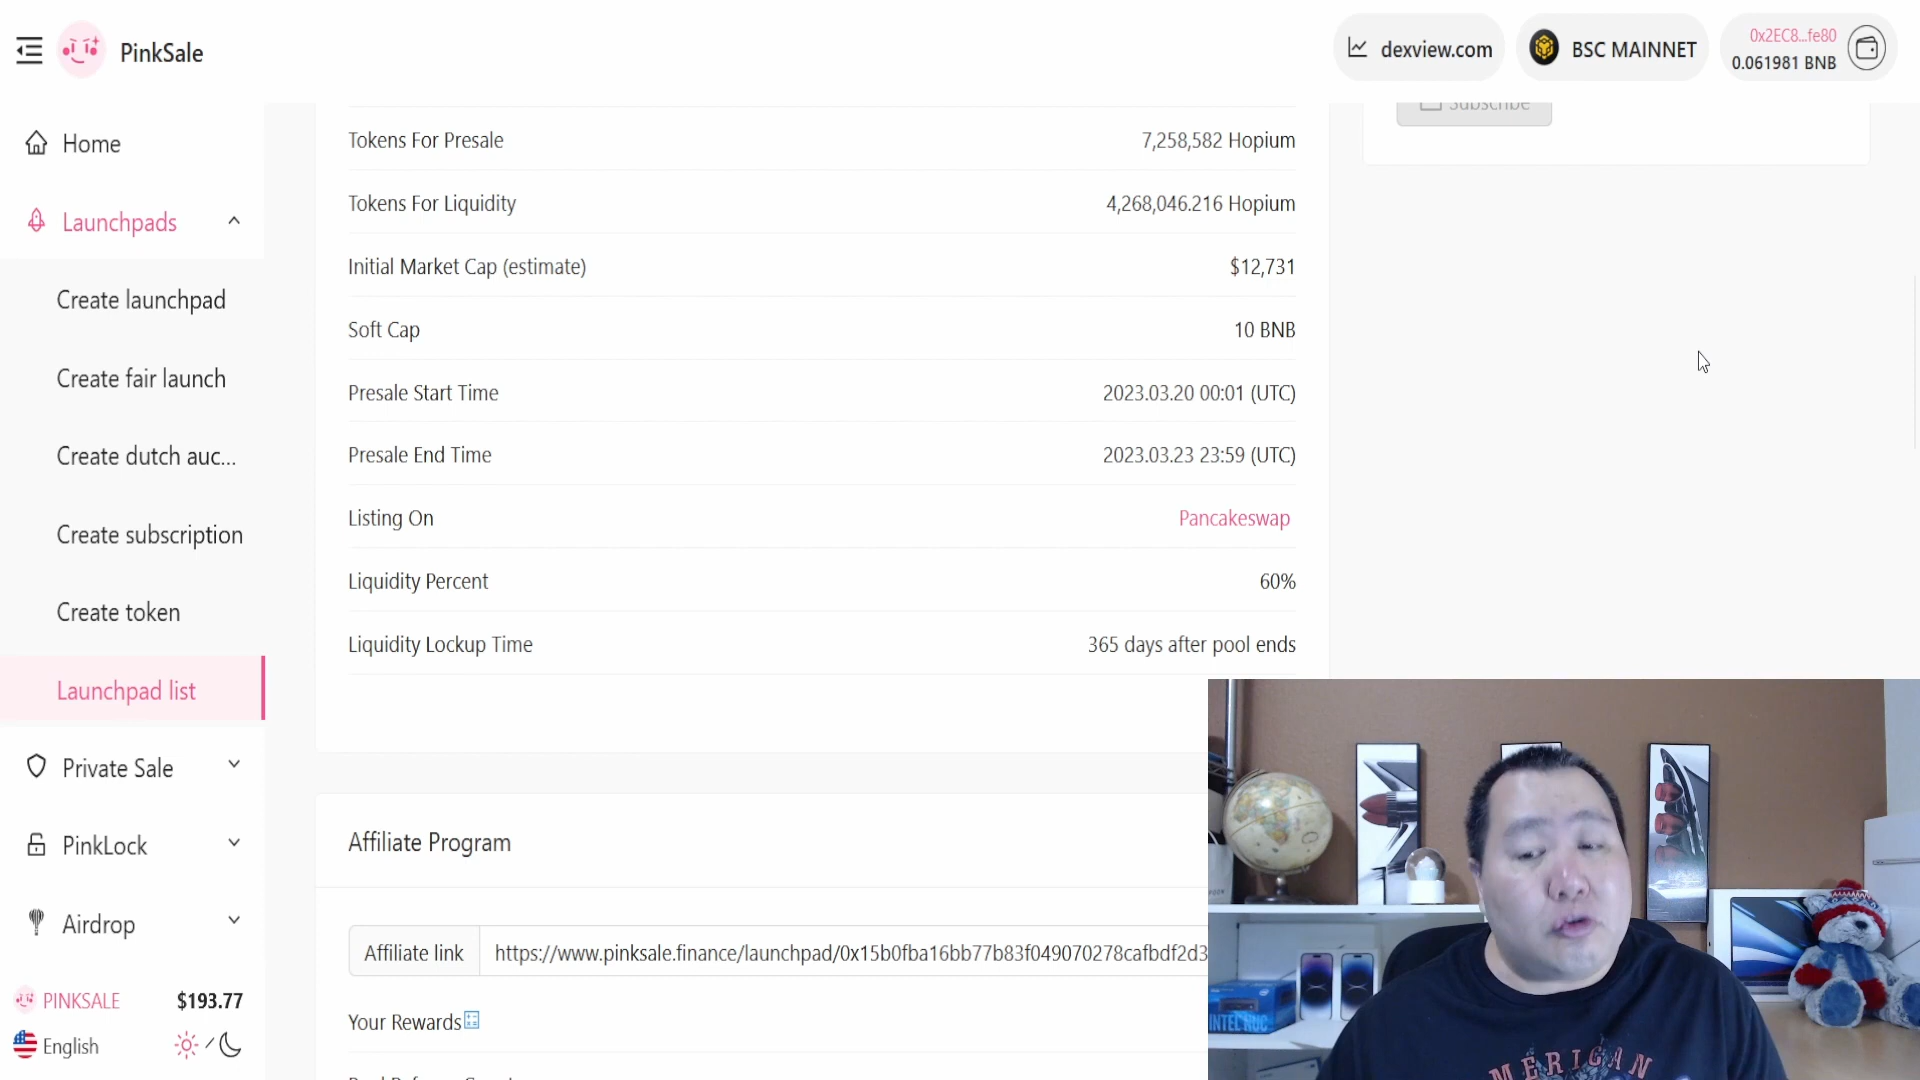 PinkSale
dexview.com
BSC MAINNET
0x2EC8...fe80
0.061981 BNB
Home
Launchpads
Create launchpad
Create fair launch
Create dutch auc...
Create subscription
Create token
Launchpad list
Private Sale
PinkLock
Airdrop
PINKSALE $193.77
English
Subscribe
Tokens For Presale 7,258,582 Hopium
Tokens For Liquidity 4,268,046.216 Hopium
Initial Market Cap (estimate) $12,731
Soft Cap 10 BNB
Presale Start Time 2023.03.20 00:01 (UTC)
Presale End Time 2023.03.23 23:59 (UTC)
Listing On Pancakeswap
Liquidity Percent 60%
Liquidity Lockup Time 365 days after pool ends
Affiliate Program
Affiliate link https://www.pinksale.finance/launchpad/0x15b0fba16bb77b83f049070278cafbdf2d3
Your Rewards
INTEL NUC
MERICAN